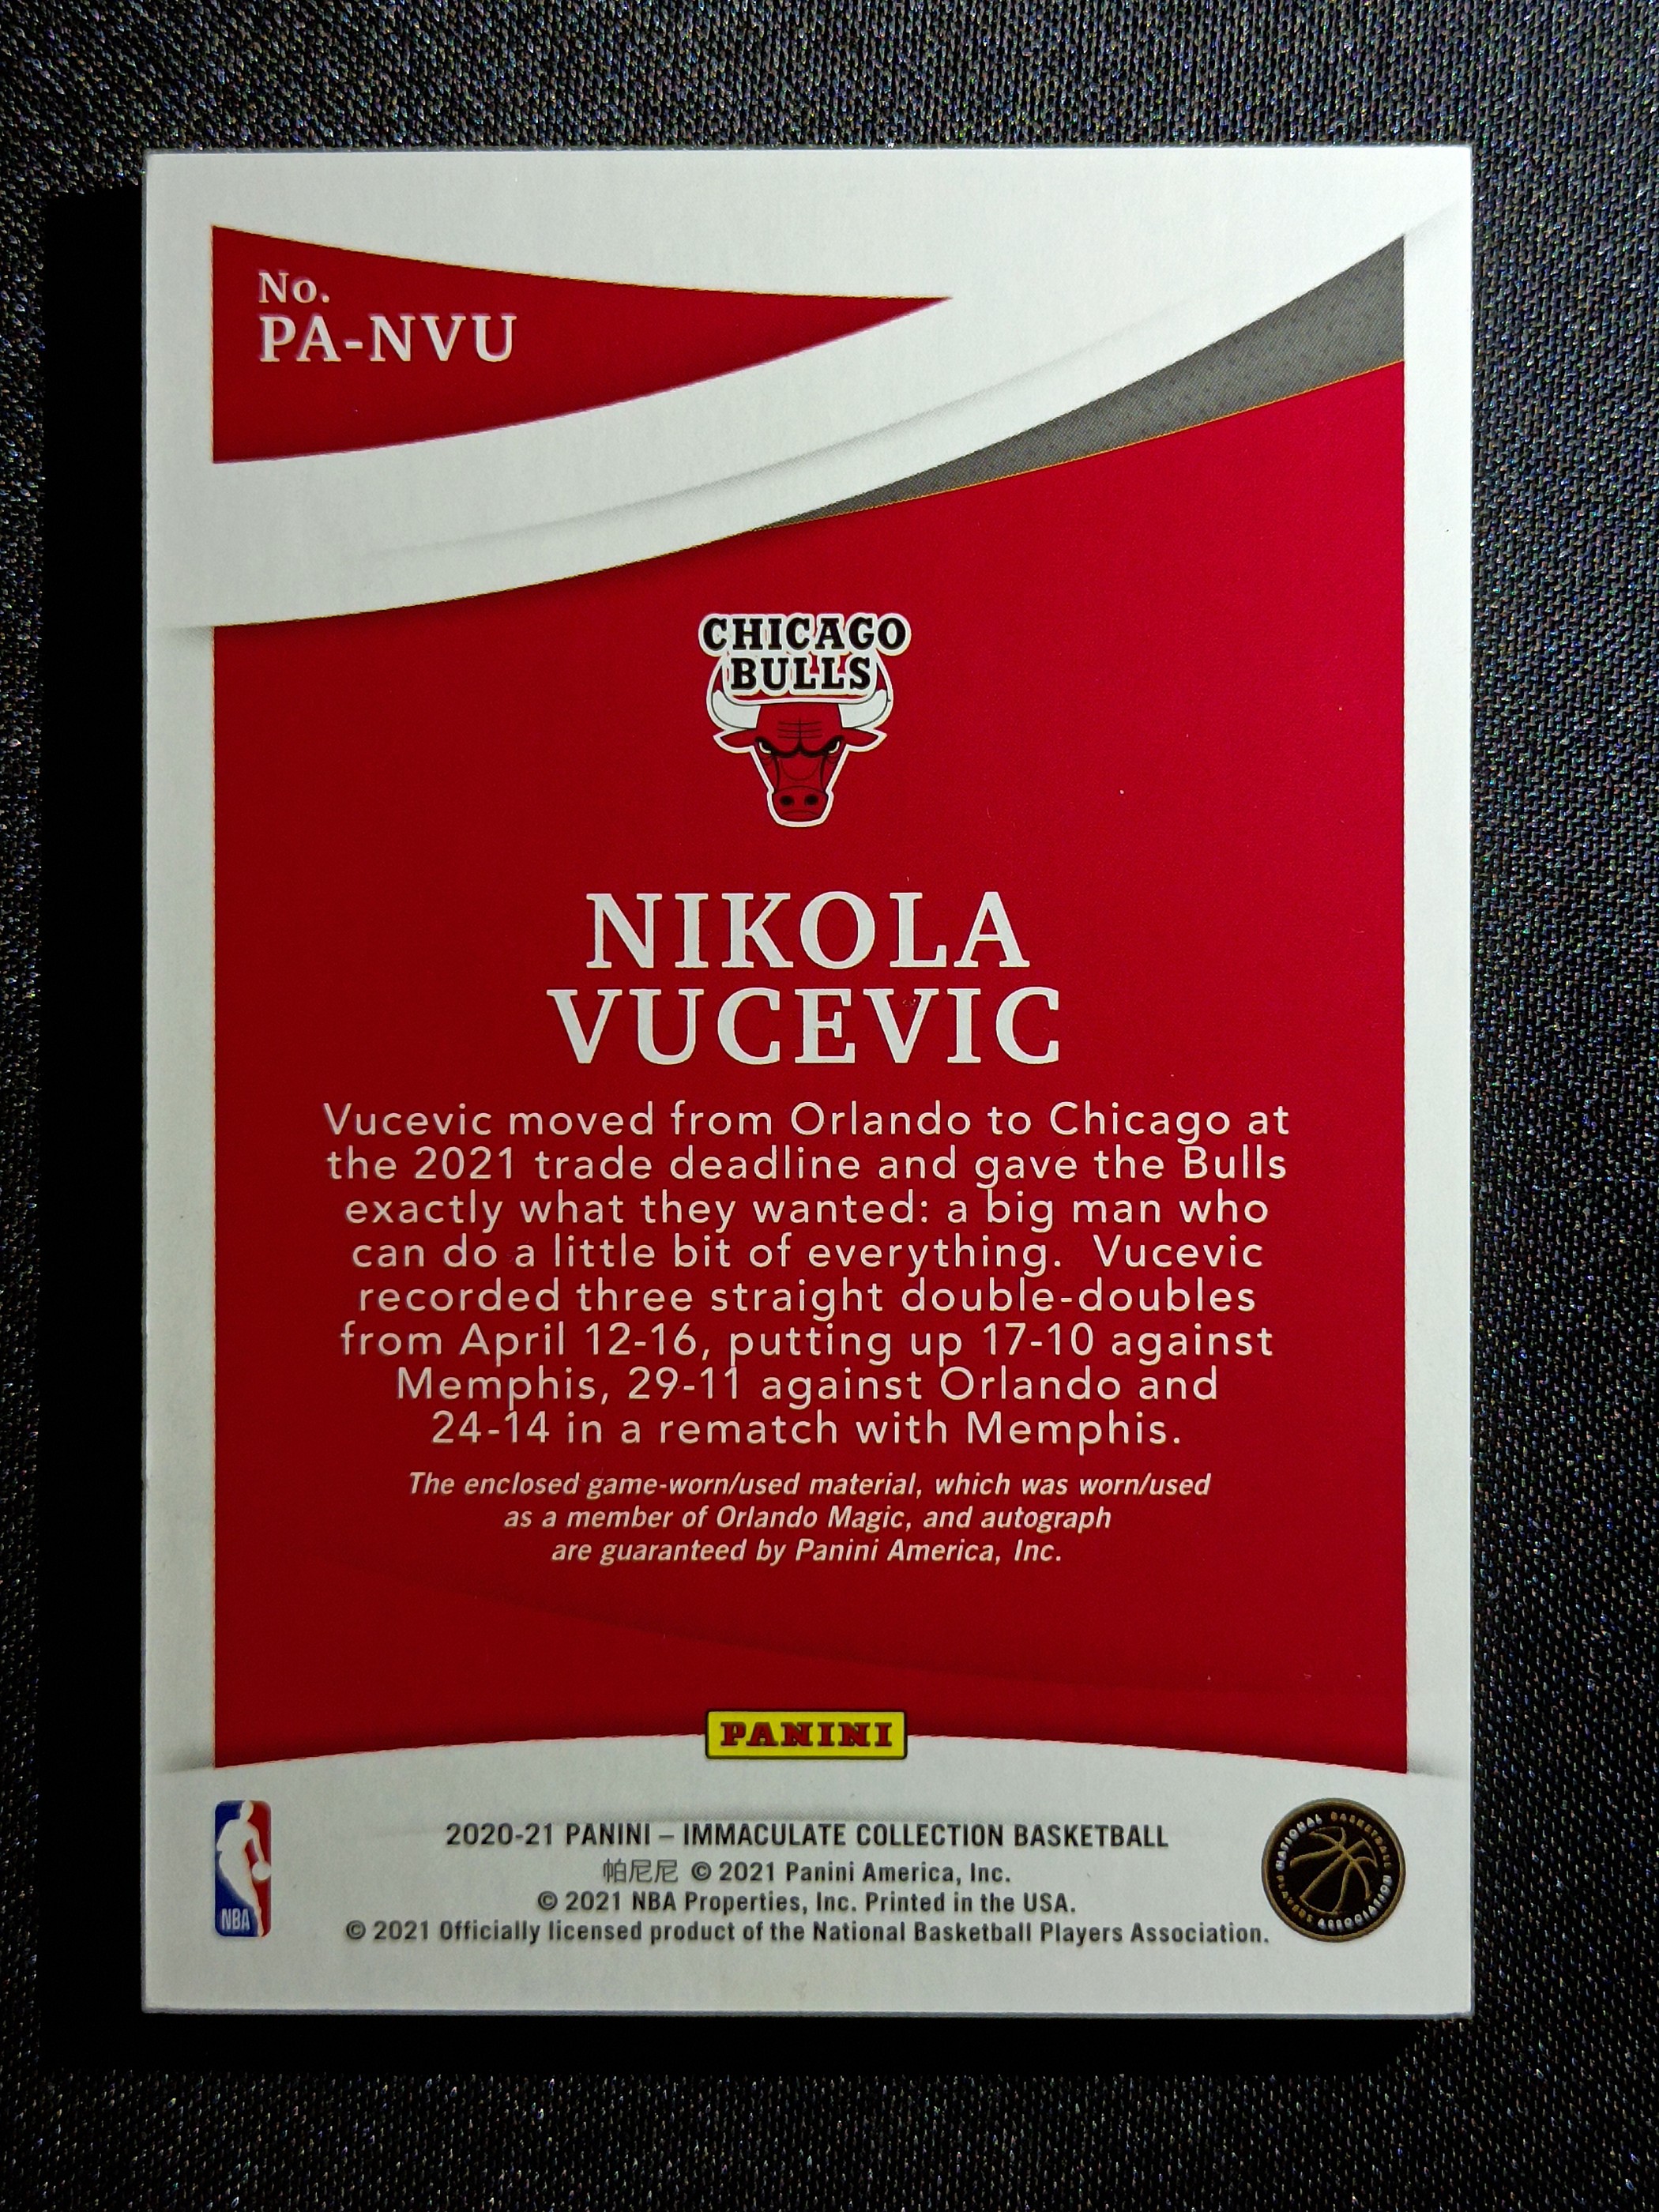 No.
PA-NVU
CHICAGO
BULLS
NIKOLA
VUCEVIC
Vucevic moved from Orlando to Chicago at
the 2021 trade deadline and gave the Bulls
exactly what they wanted: a big man who
can do a little bit of everything.  Vucevic
recorded three straight double-doubles
from April 12-16, putting up 17-10 against
Memphis, 29-11 against Orlando and
24-14 in a rematch with Memphis.
The enclosed game-worn/used material, which was worn/used
as a member of Orlando Magic, and autograph
are guaranteed by Panini America, Inc.
PANINI
NBA
2020-21 PANINI – IMMACULATE COLLECTION BASKETBALL
帕尼尼 © 2021 Panini America, Inc.
© 2021 NBA Properties, Inc. Printed in the USA.
© 2021 Officially licensed product of the National Basketball Players Association.
NATIONAL BASKETBALL PLAYERS ASSOCIATION